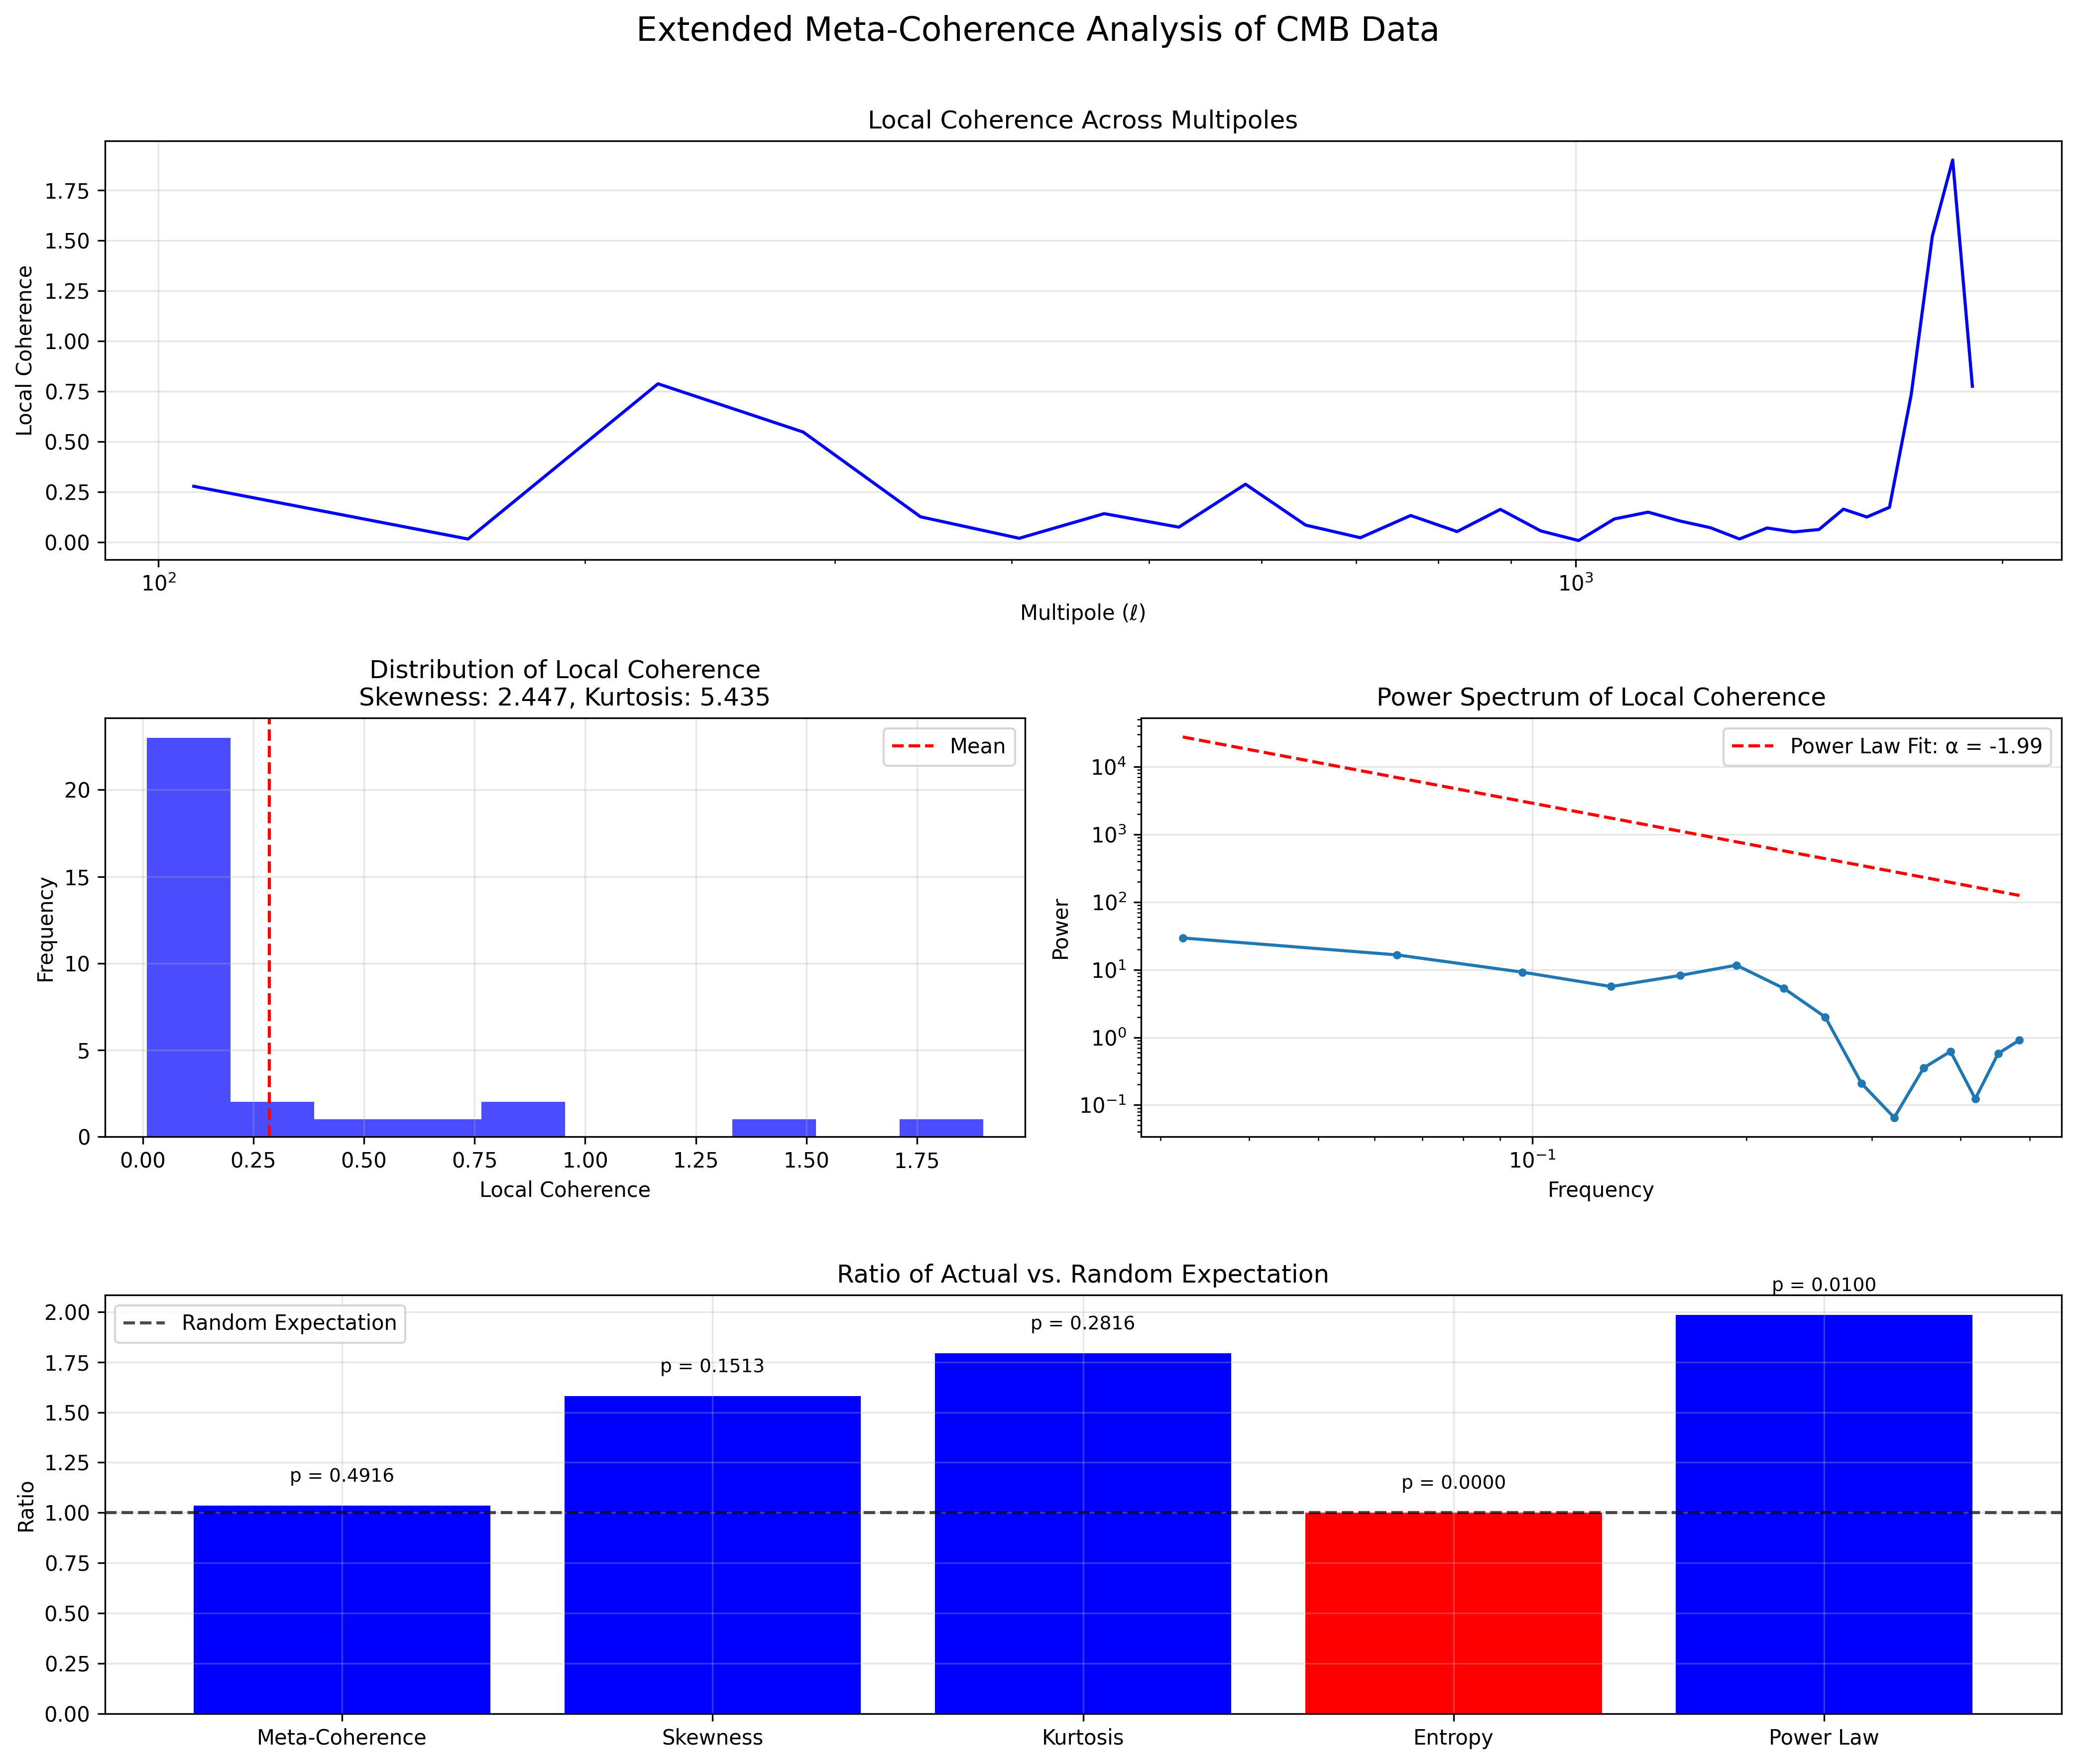 Extended Meta-Coherence Analysis of CMB Data
Local Coherence Across Multipoles
Local Coherence
1.75
1.50
1.25
1.00
0.75
0.50
0.25
0.00
10²
10³
Multipole (ℓ)
Distribution of Local Coherence
Skewness: 2.447, Kurtosis: 5.435
Mean
Frequency
20
15
10
5
0
0.00 0.25 0.50 0.75 1.00 1.25 1.50 1.75
Local Coherence
Power Spectrum of Local Coherence
Power Law Fit: α = -1.99
Power
10⁴
10³
10²
10¹
10⁰
10⁻¹
10⁻¹
Frequency
Ratio of Actual vs. Random Expectation
Random Expectation
Ratio
2.00
1.75
1.50
1.25
1.00
0.75
0.50
0.25
0.00
p = 0.4916
p = 0.1513
p = 0.2816
p = 0.0000
p = 0.0100
Meta-Coherence Skewness Kurtosis Entropy Power Law